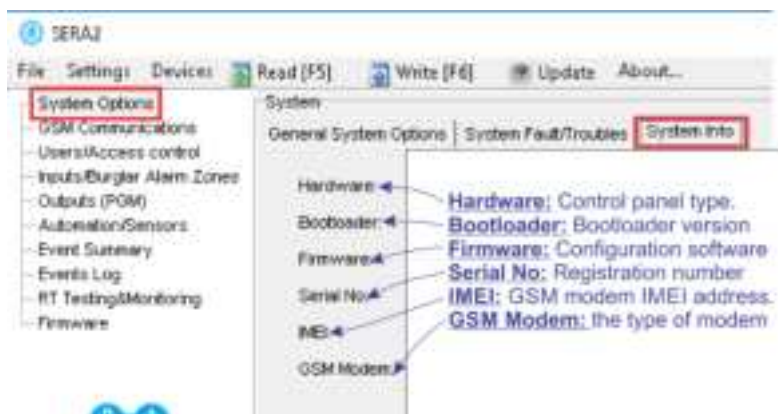 SERA2
File Settings Devices Read [F5] Write [F6] Update About...
System Options
GSM Communications
Users/Access control
Inputs/Burglar Alarm Zones
Outputs (PGM)
Automation/Sensors
Event Summary
Events Log
RT Testing&Monitoring
Firmware
System
General System Options System Fault/Troubles System Info
Hardware:
Bootloader:
Firmware:
Serial No:
IMEI:
GSM Modem:
Hardware: Control panel type.
Bootloader: Bootloader version
Firmware: Configuration software
Serial No: Registration number
IMEI: GSM modem IMEI address.
GSM Modem: the type of modem